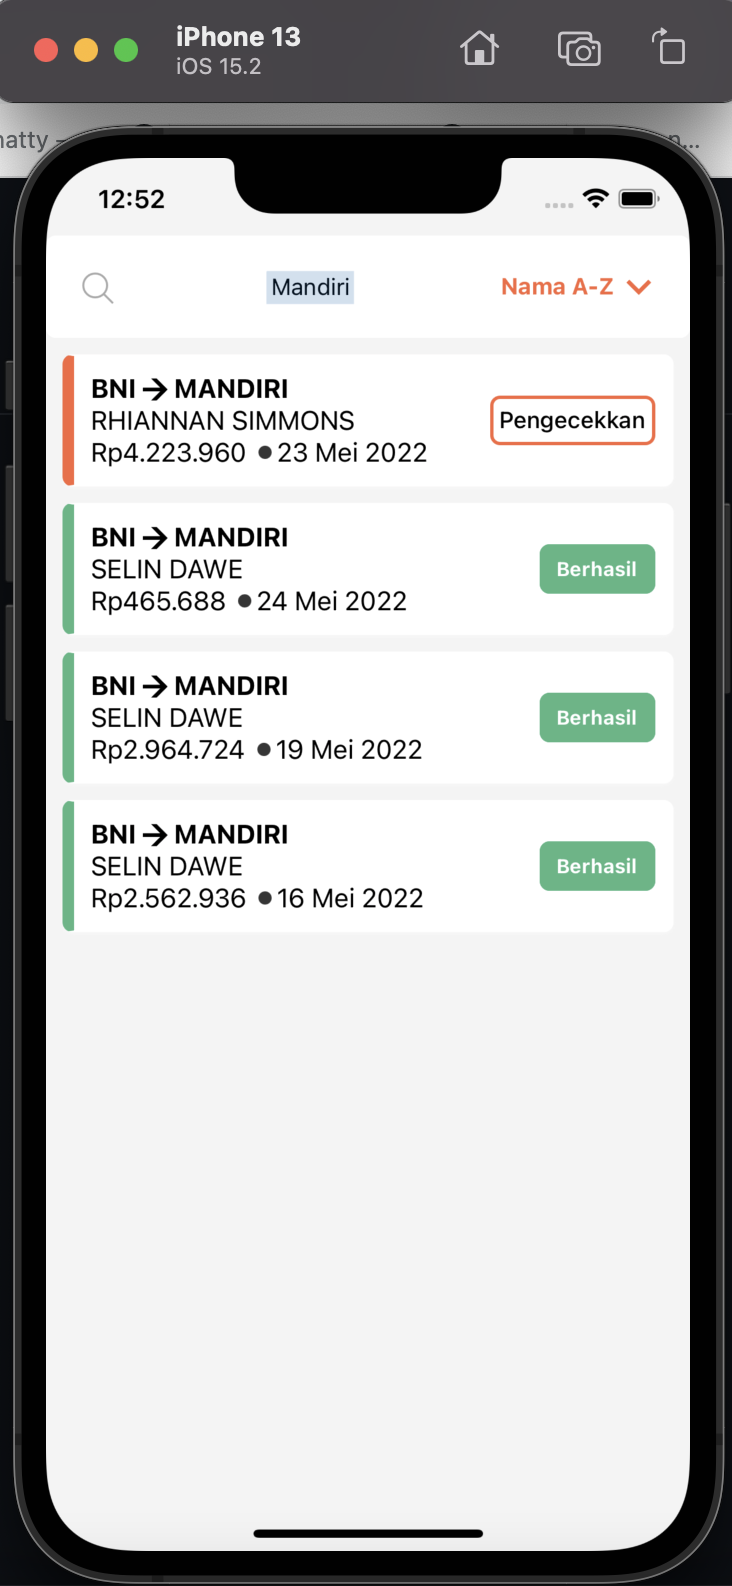 iPhone 13
iOS 15.2
hatty –
n...
12:52
Mandiri
Nama A-Z
BNI → MANDIRI
RHIANNAN SIMMONS
Rp4.223.960 ● 23 Mei 2022
Pengecekkan
BNI → MANDIRI
SELIN DAWE
Rp465.688 ● 24 Mei 2022
Berhasil
BNI → MANDIRI
SELIN DAWE
Rp2.964.724 ● 19 Mei 2022
Berhasil
BNI → MANDIRI
SELIN DAWE
Rp2.562.936 ● 16 Mei 2022
Berhasil